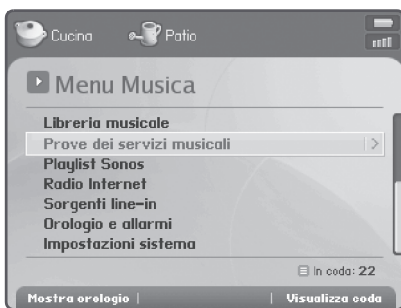 Cucina Patio
Menu Musica
Libreria musicale
Prove dei servizi musicali
Playlist Sonos
Radio Internet
Sorgenti line-in
Orologio e allarmi
Impostazioni sistema
In coda: 22
Mostra orologio | | Visualizza coda